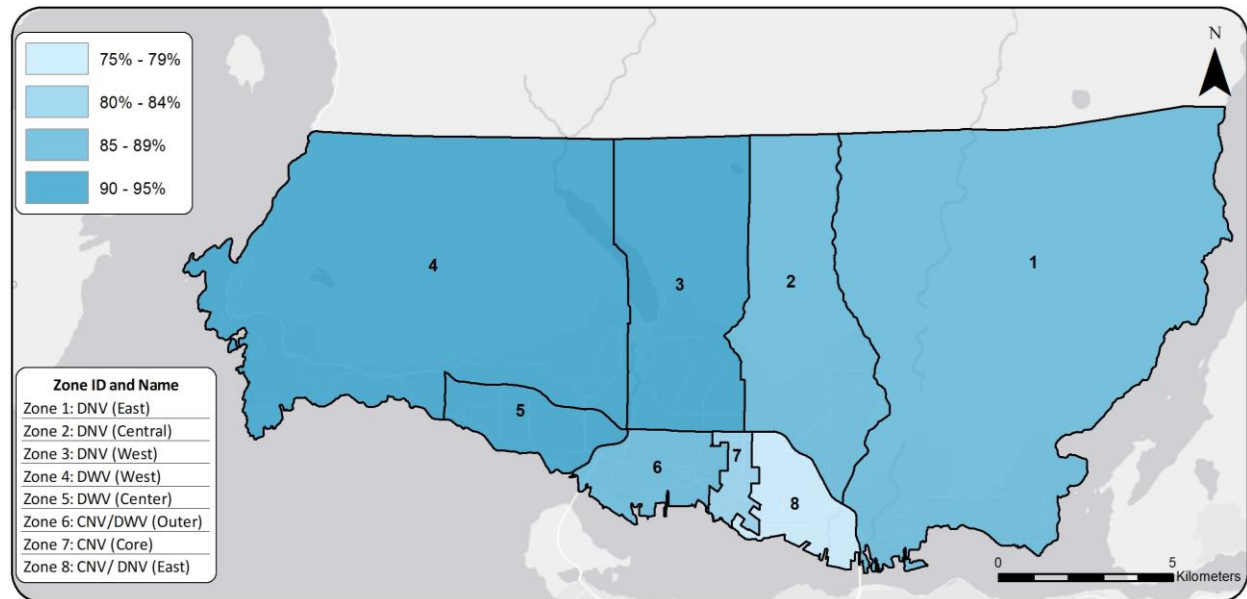 75% - 79%
80% - 84%
85 - 89%
90 - 95%
N
4
3
2
1
5
6
7
8
Zone ID and Name
Zone 1: DNV (East)
Zone 2: DNV (Central)
Zone 3: DNV (West)
Zone 4: DWV (West)
Zone 5: DWV (Center)
Zone 6: CNV/DWV (Outer)
Zone 7: CNV (Core)
Zone 8: CNV/ DNV (East)
0 5
Kilometers